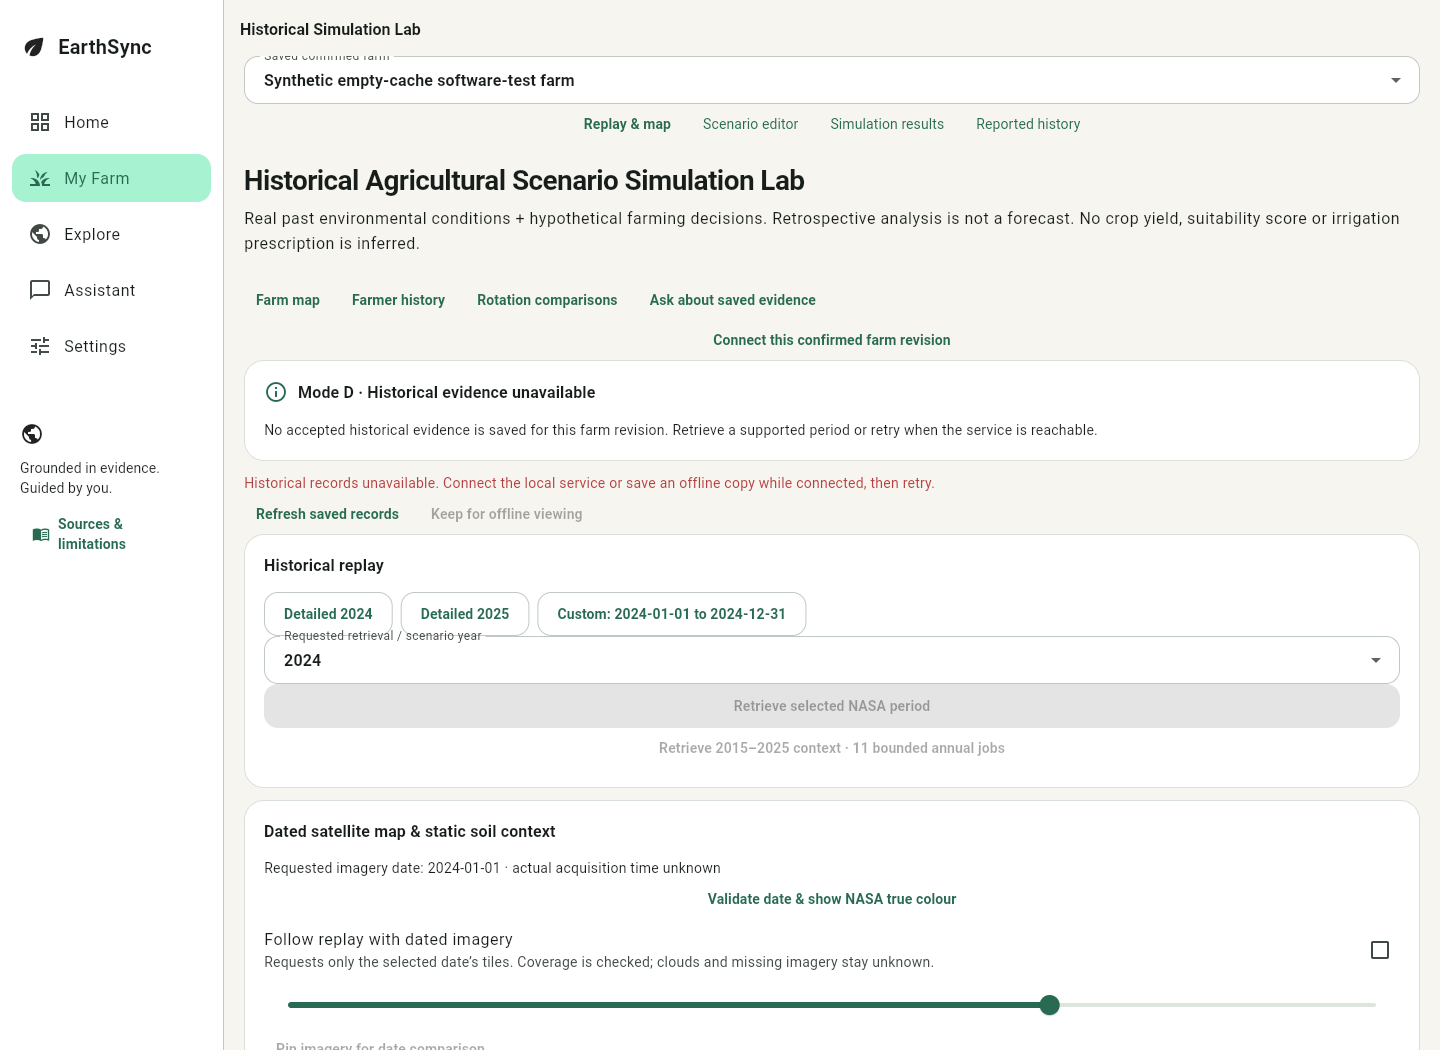 EarthSync
Home
My Farm
Explore
Assistant
Settings
Grounded in evidence.
Guided by you.
Sources &
limitations
Historical Simulation Lab
Saved confirmed farm
Synthetic empty-cache software-test farm
Replay & map
Scenario editor
Simulation results
Reported history
Historical Agricultural Scenario Simulation Lab
Real past environmental conditions + hypothetical farming decisions. Retrospective analysis is not a forecast. No crop yield, suitability score or irrigation
prescription is inferred.
Farm map
Farmer history
Rotation comparisons
Ask about saved evidence
Connect this confirmed farm revision
Mode D · Historical evidence unavailable
No accepted historical evidence is saved for this farm revision. Retrieve a supported period or retry when the service is reachable.
Historical records unavailable. Connect the local service or save an offline copy while connected, then retry.
Refresh saved records
Keep for offline viewing
Historical replay
Detailed 2024
Detailed 2025
Custom: 2024-01-01 to 2024-12-31
Requested retrieval / scenario year
2024
Retrieve selected NASA period
Retrieve 2015–2025 context · 11 bounded annual jobs
Dated satellite map & static soil context
Requested imagery date: 2024-01-01 · actual acquisition time unknown
Validate date & show NASA true colour
Follow replay with dated imagery
Requests only the selected date’s tiles. Coverage is checked; clouds and missing imagery stay unknown.
Pin imagery for date comparison